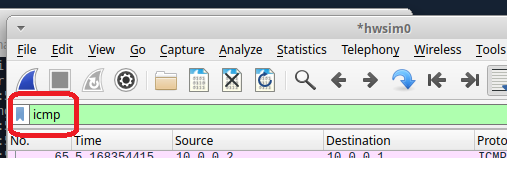 *hwsim0
File Edit View Go Capture Analyze Statistics Telephony Wireless Tools
icmp
No. Time Source Destination Proto
65 5.168354415 10.0.0.2 10.0.0.1 ICMP